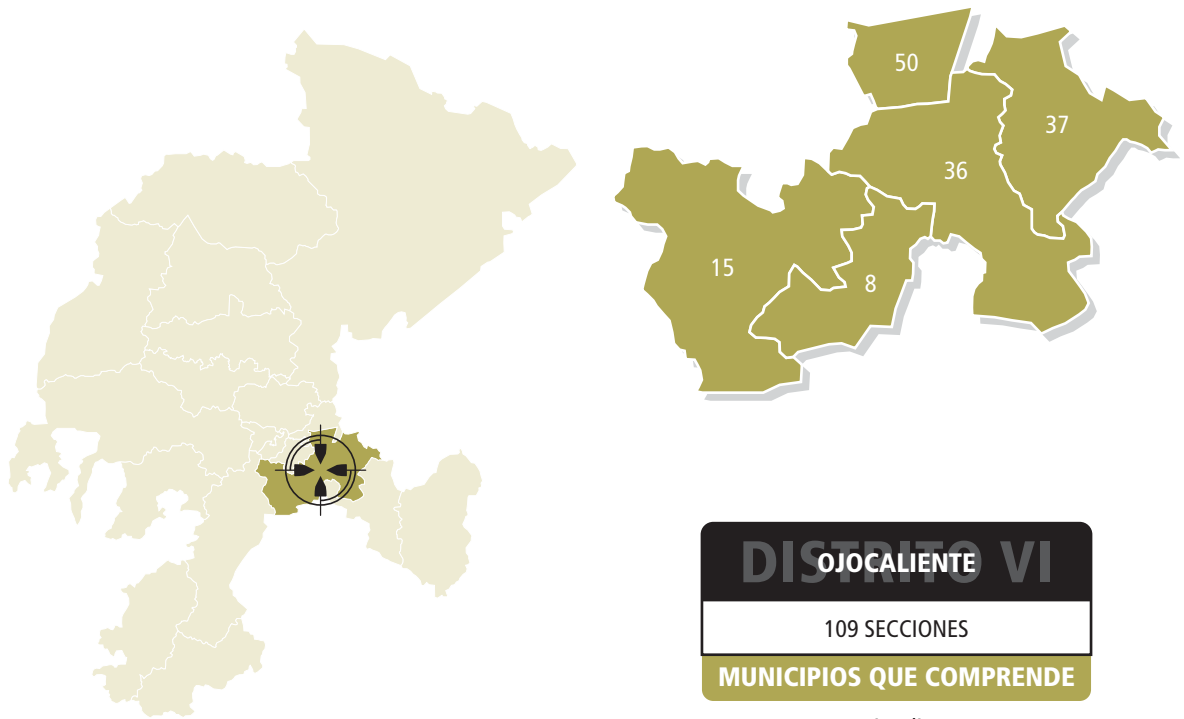 50
37
36
15
8
DISTRITO VI
OJOCALIENTE
109 SECCIONES
MUNICIPIOS QUE COMPRENDE